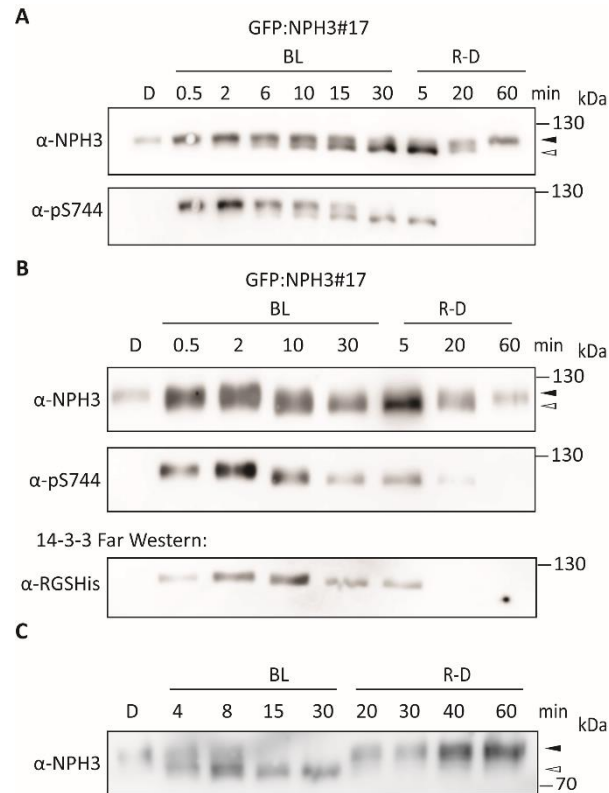 A
GFP:NPH3#17
BL R-D
D 0.5 2 6 10 15 30 5 20 60 min kDa
α-NPH3 130
α-pS744 130
B
GFP:NPH3#17
BL R-D
D 0.5 2 10 30 5 20 60 min kDa
α-NPH3 130
α-pS744 130
14-3-3 Far Western:
α-RGSHis 130
C
BL R-D
D 4 8 15 30 20 30 40 60 min kDa
α-NPH3 70